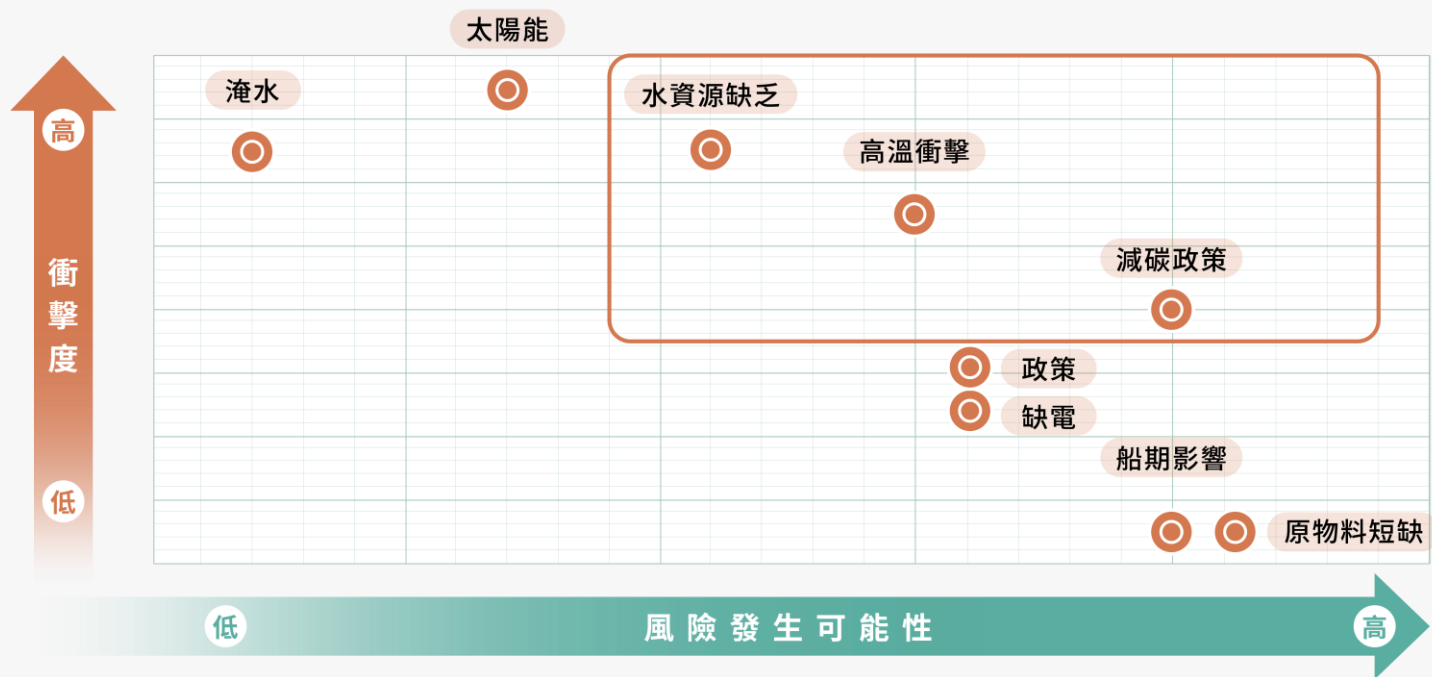 太陽能
淹水
水資源缺乏
高
高溫衝擊
減碳政策
衝擊度
政策
缺電
船期影響
低
原物料短缺
低
風險發生可能性
高